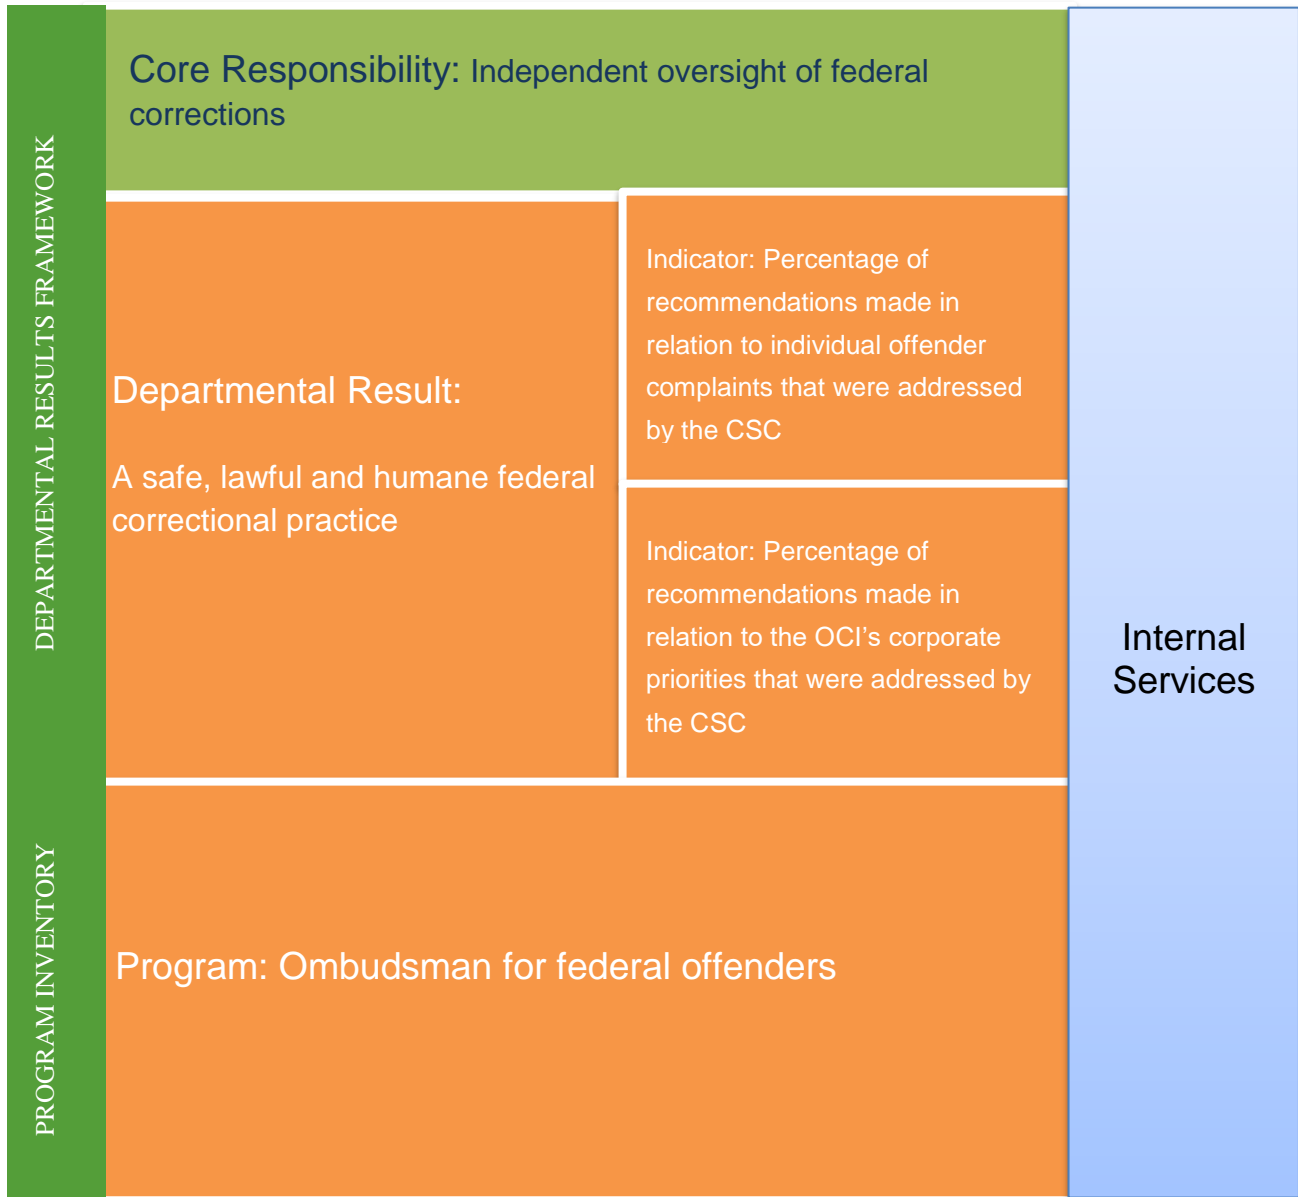 DEPARTMENTAL RESULTS FRAMEWORK
Core Responsibility: Independent oversight of federal
corrections
Departmental Result:
A safe, lawful and humane federal
correctional practice
Indicator: Percentage of
recommendations made in
relation to individual offender
complaints that were addressed
by the CSC
Indicator: Percentage of
recommendations made in
relation to the OCI’s corporate
priorities that were addressed by
the CSC
Internal
Services
PROGRAM INVENTORY
Program: Ombudsman for federal offenders